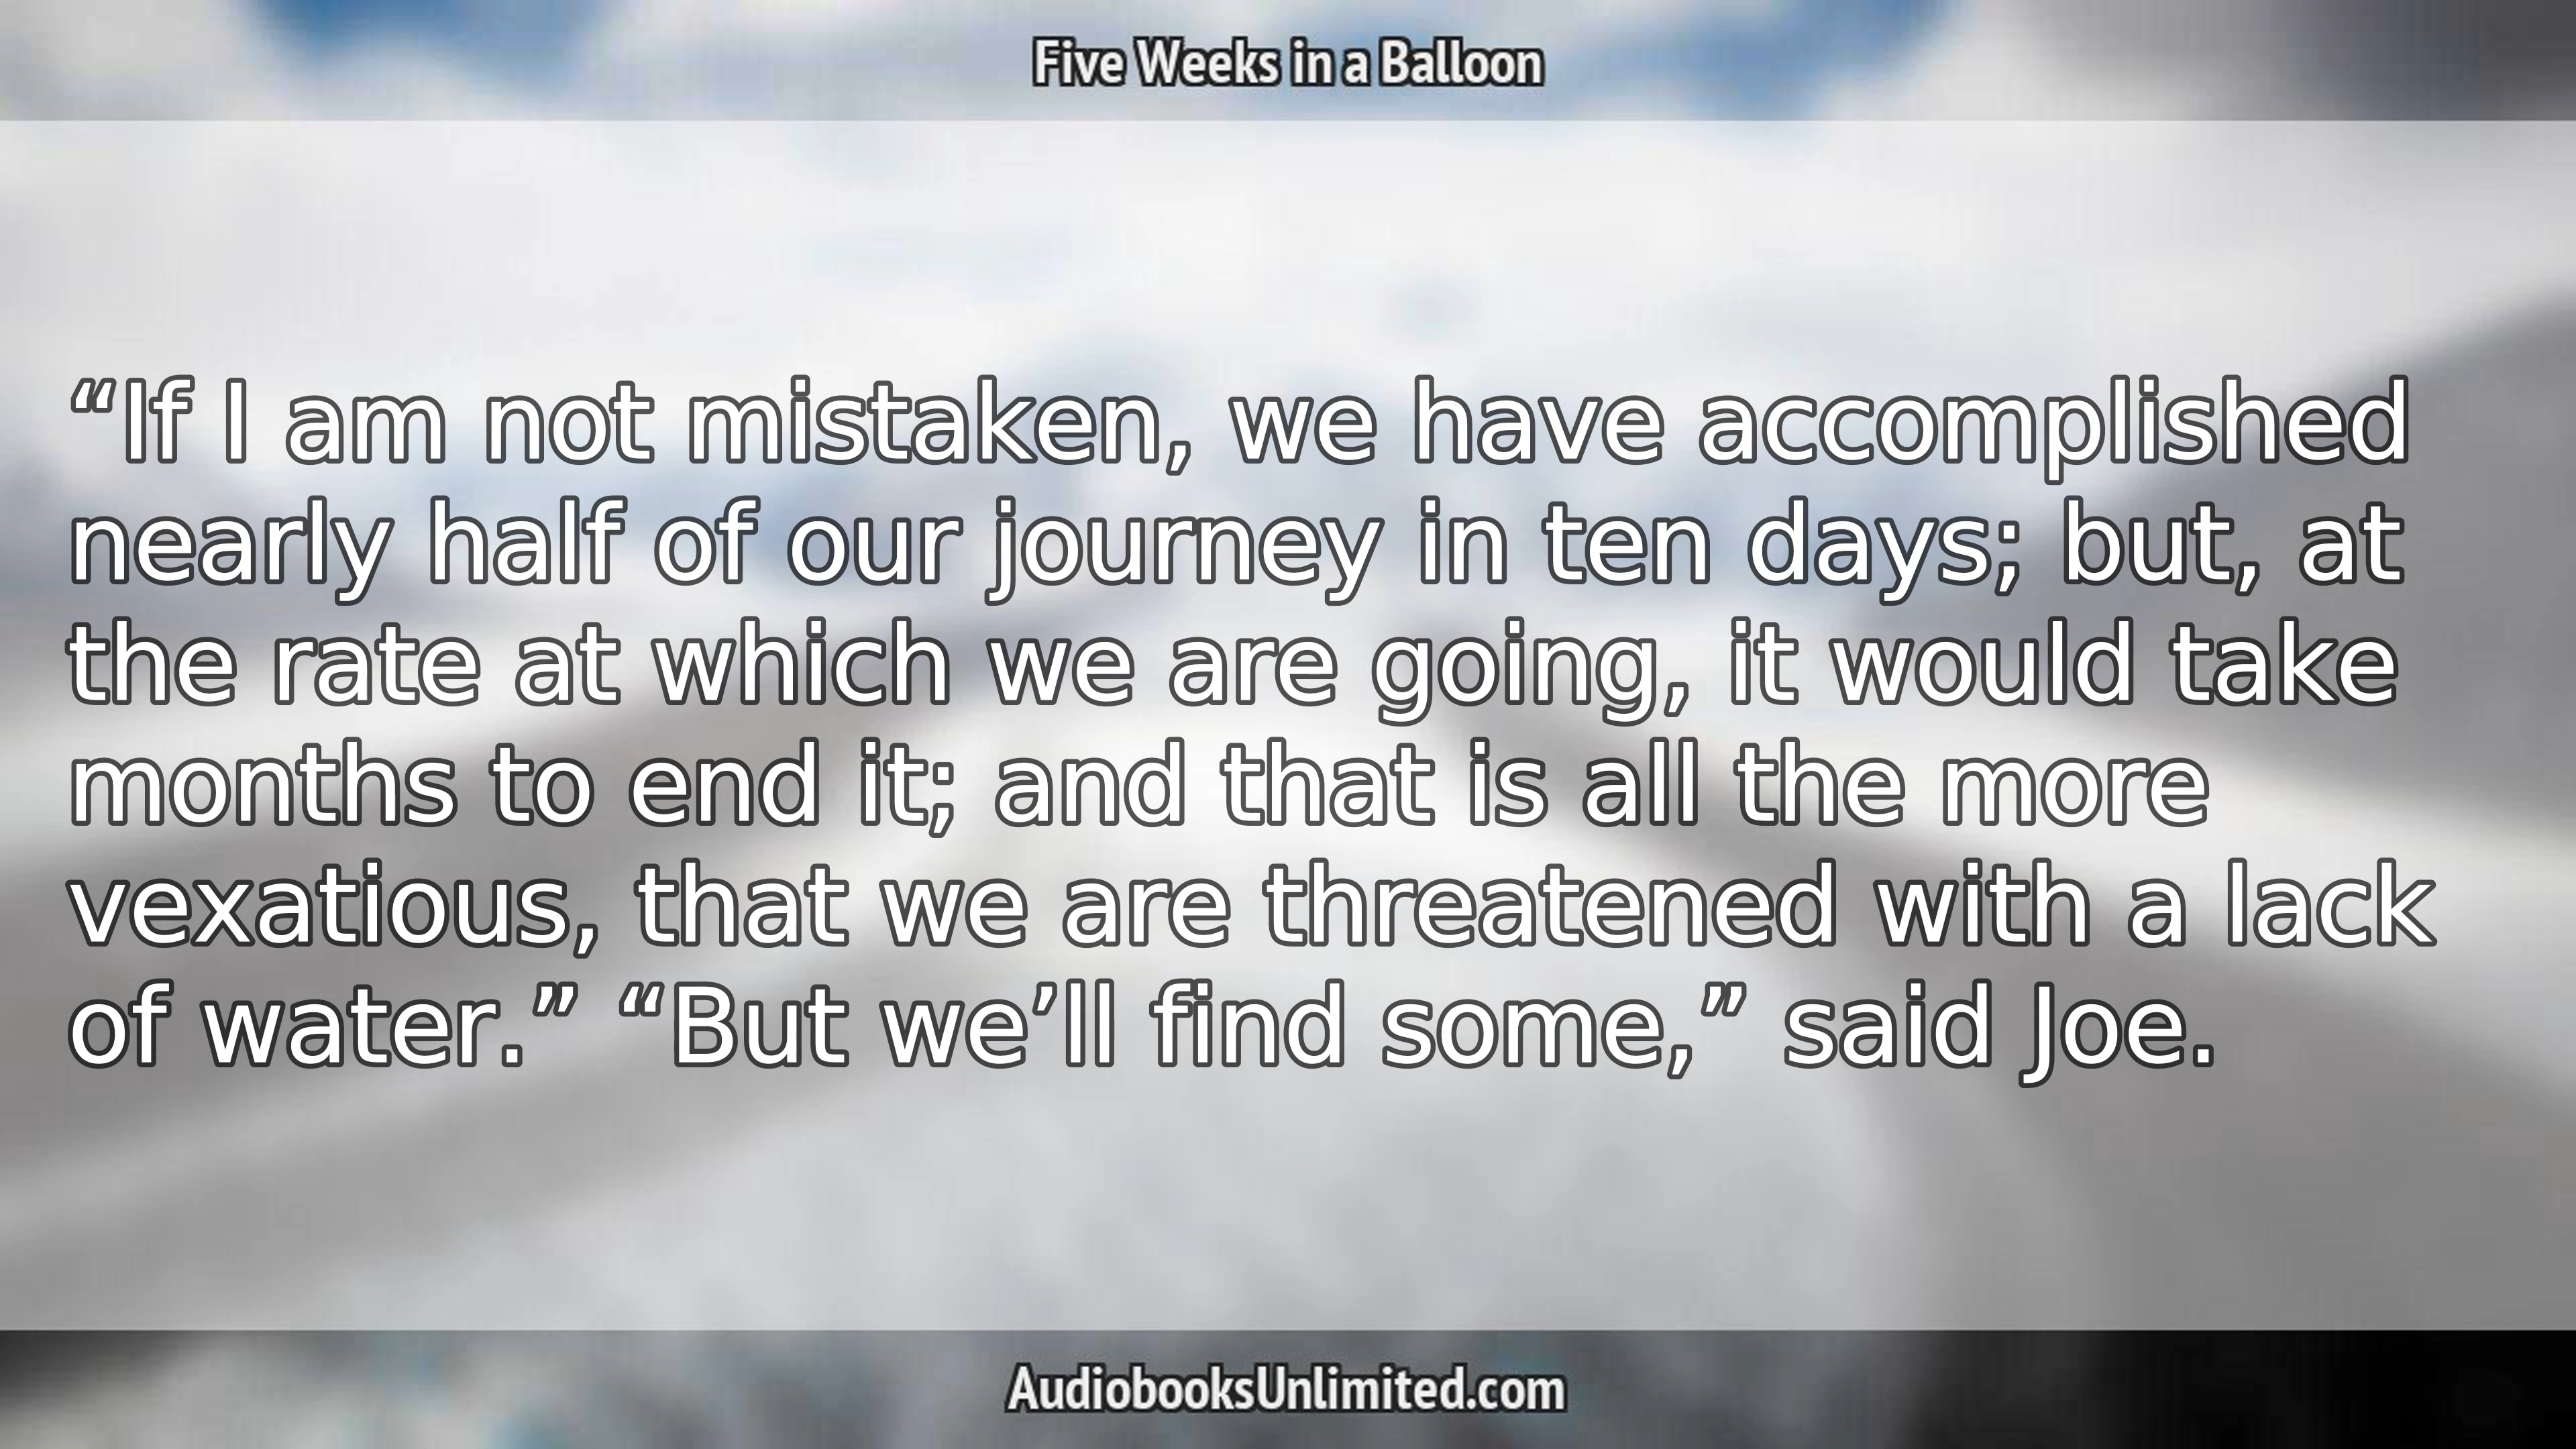 Five Weeks in a Balloon
“If I am not mistaken, we have accomplished
nearly half of our journey in ten days; but, at
the rate at which we are going, it would take
months to end it; and that is all the more
vexatious, that we are threatened with a lack
of water.” “But we’ll find some,” said Joe.
AudiobooksUnlimited.com